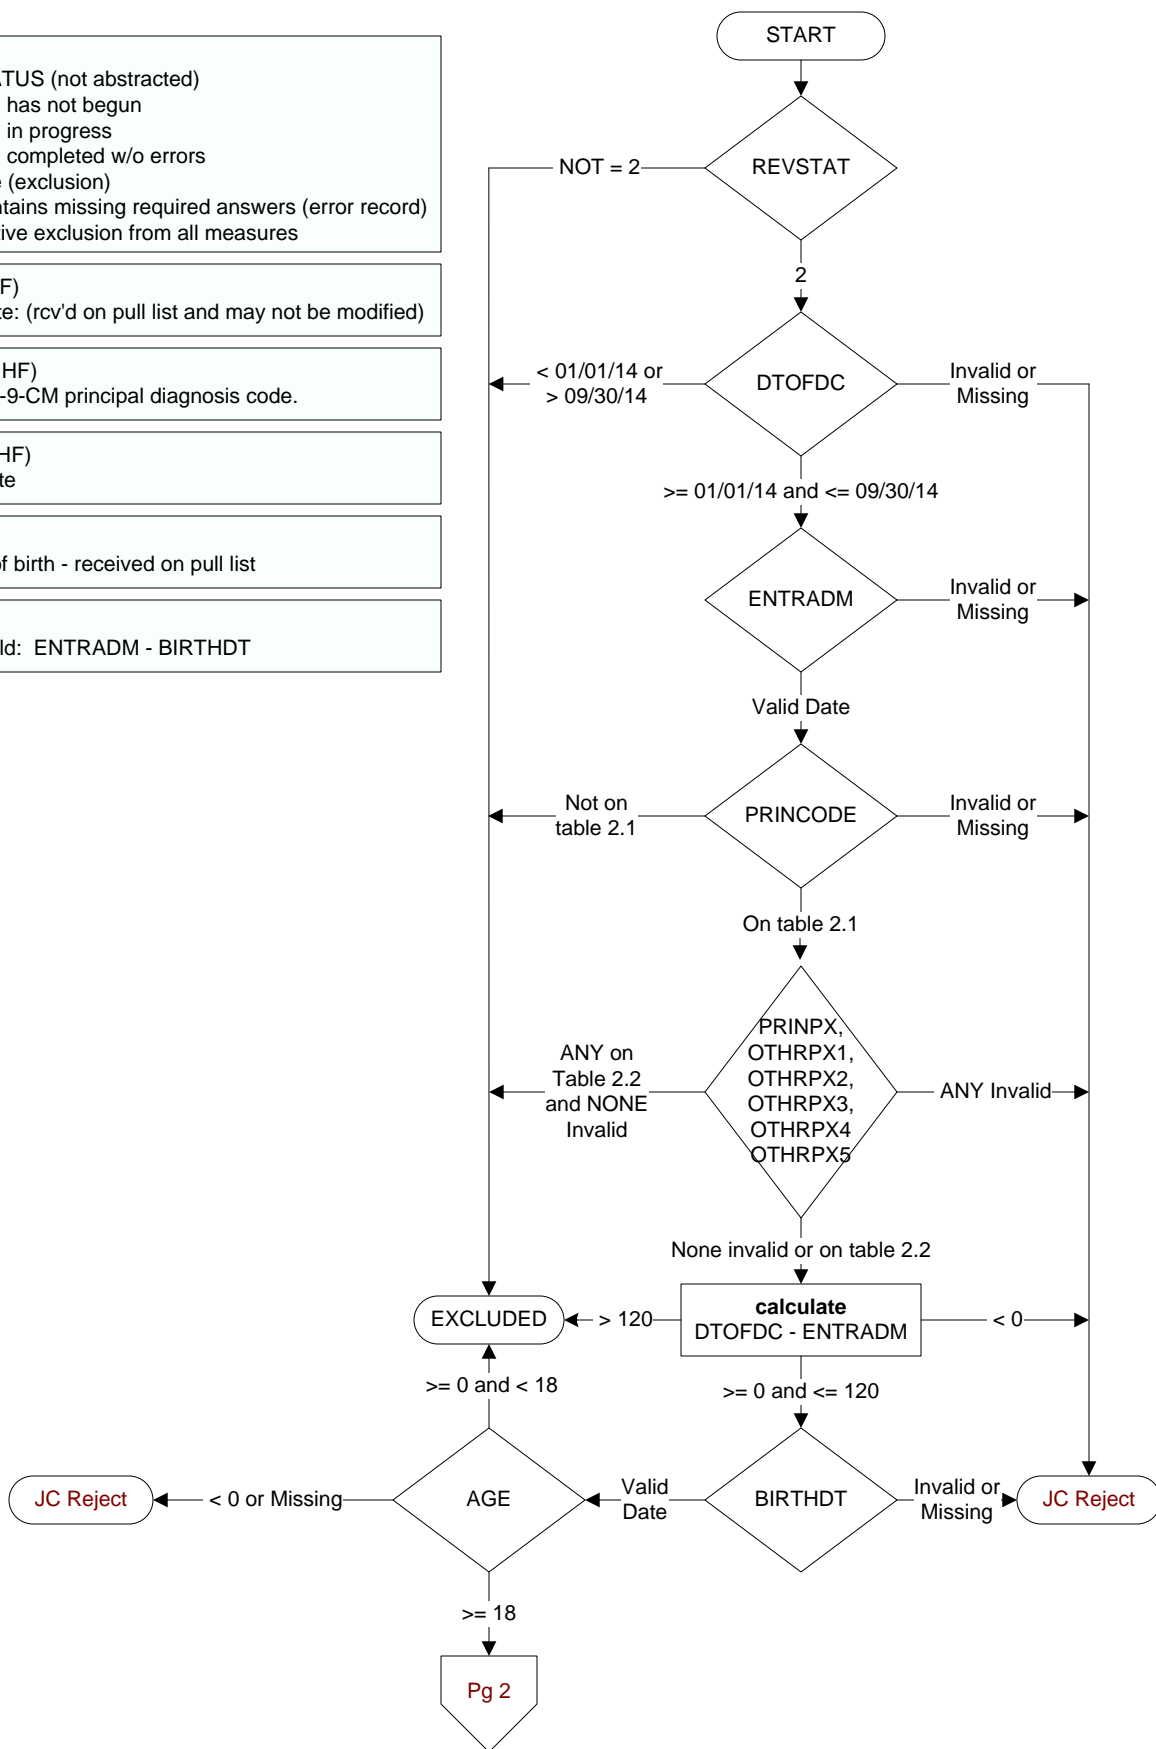 START
ATUS (not abstracted)
has not begun
in progress
completed w/o errors
(exclusion)
ntains missing required answers (error record)
tive exclusion from all measures
F)
te: (rcv'd on pull list and may not be modified)
HF)
-9-CM principal diagnosis code.
HF)
te
of birth - received on pull list
ld: ENTRADM - BIRTHDT
REVSTAT
NOT = 2
2
DTOFDC
< 01/01/14 or
> 09/30/14
Invalid or
Missing
>= 01/01/14 and <= 09/30/14
ENTRADM
Invalid or
Missing
Valid Date
PRINCODE
Not on
table 2.1
Invalid or
Missing
On table 2.1
PRINPX,
OTHRPX1,
OTHRPX2,
OTHRPX3,
OTHRPX4
OTHRPX5
ANY on
Table 2.2
and NONE
Invalid
ANY Invalid
None invalid or on table 2.2
calculate
DTOFDC - ENTRADM
> 120
EXCLUDED
< 0
>= 0 and <= 120
>= 0 and < 18
BIRTHDT
Invalid or
Missing
JC Reject
Valid
Date
AGE
< 0 or Missing
JC Reject
>= 18
Pg 2